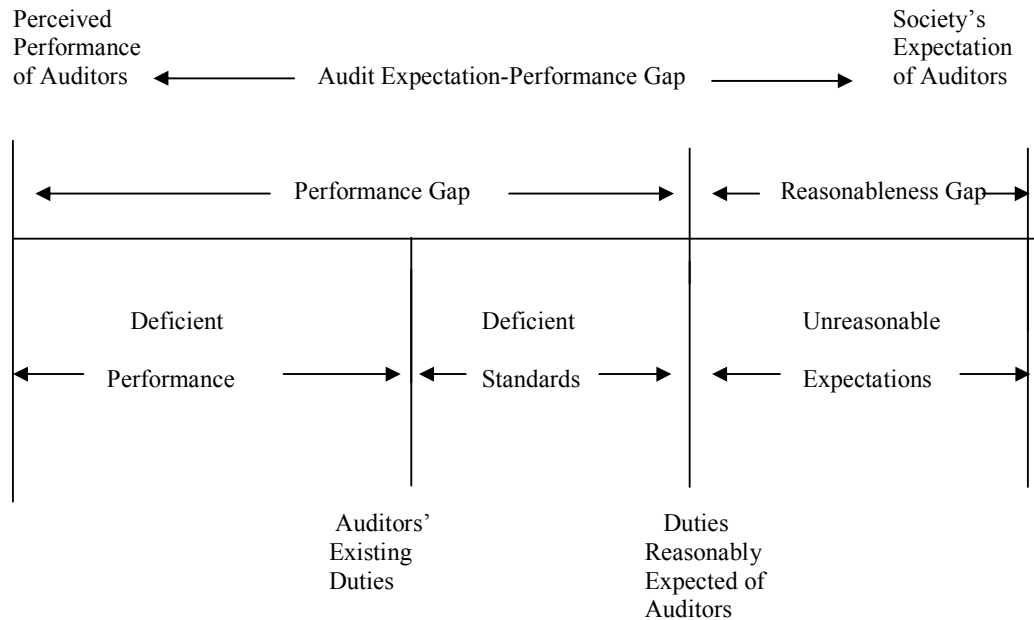 Perceived
Performance
of Auditors
Audit Expectation-Performance Gap
Society's
Expectation
of Auditors
Performance Gap
Reasonableness Gap
Deficient
Performance
Deficient
Standards
Unreasonable
Expectations
Auditors'
Existing
Duties
Duties
Reasonably
Expected of
Auditors